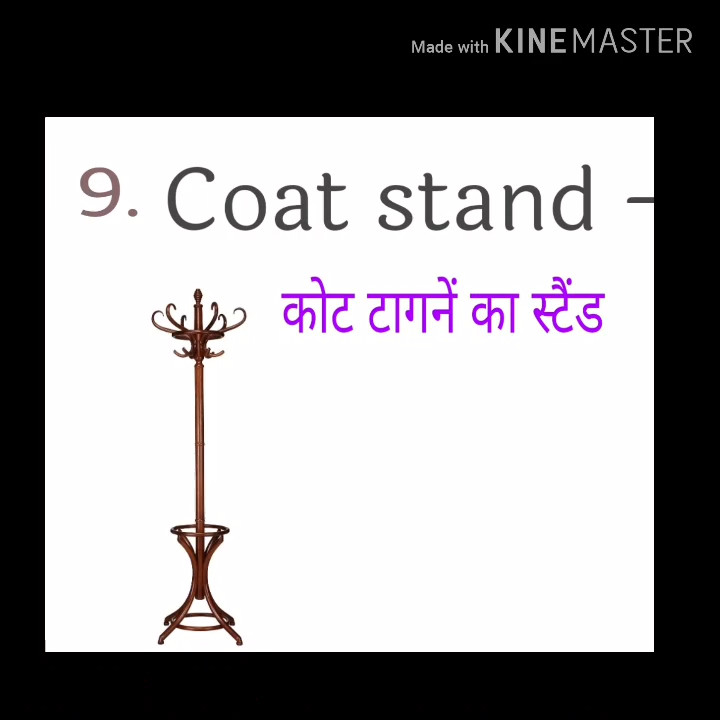 Made with KINEMASTER
9. Coat stand -
कोट टागनें का स्टैंड